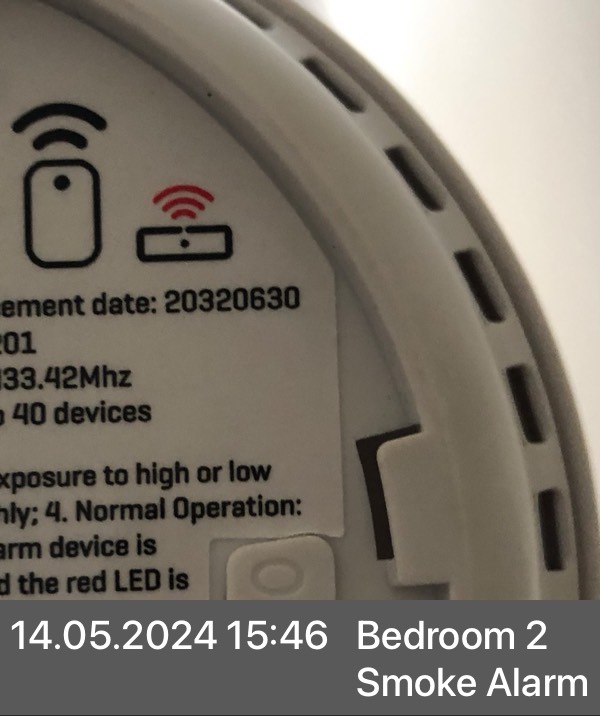 ement date: 20320630
201
433.42Mhz
40 devices
xposure to high or low
nly; 4. Normal Operation:
arm device is
d the red LED is
14.05.2024 15:46
Bedroom 2
Smoke Alarm